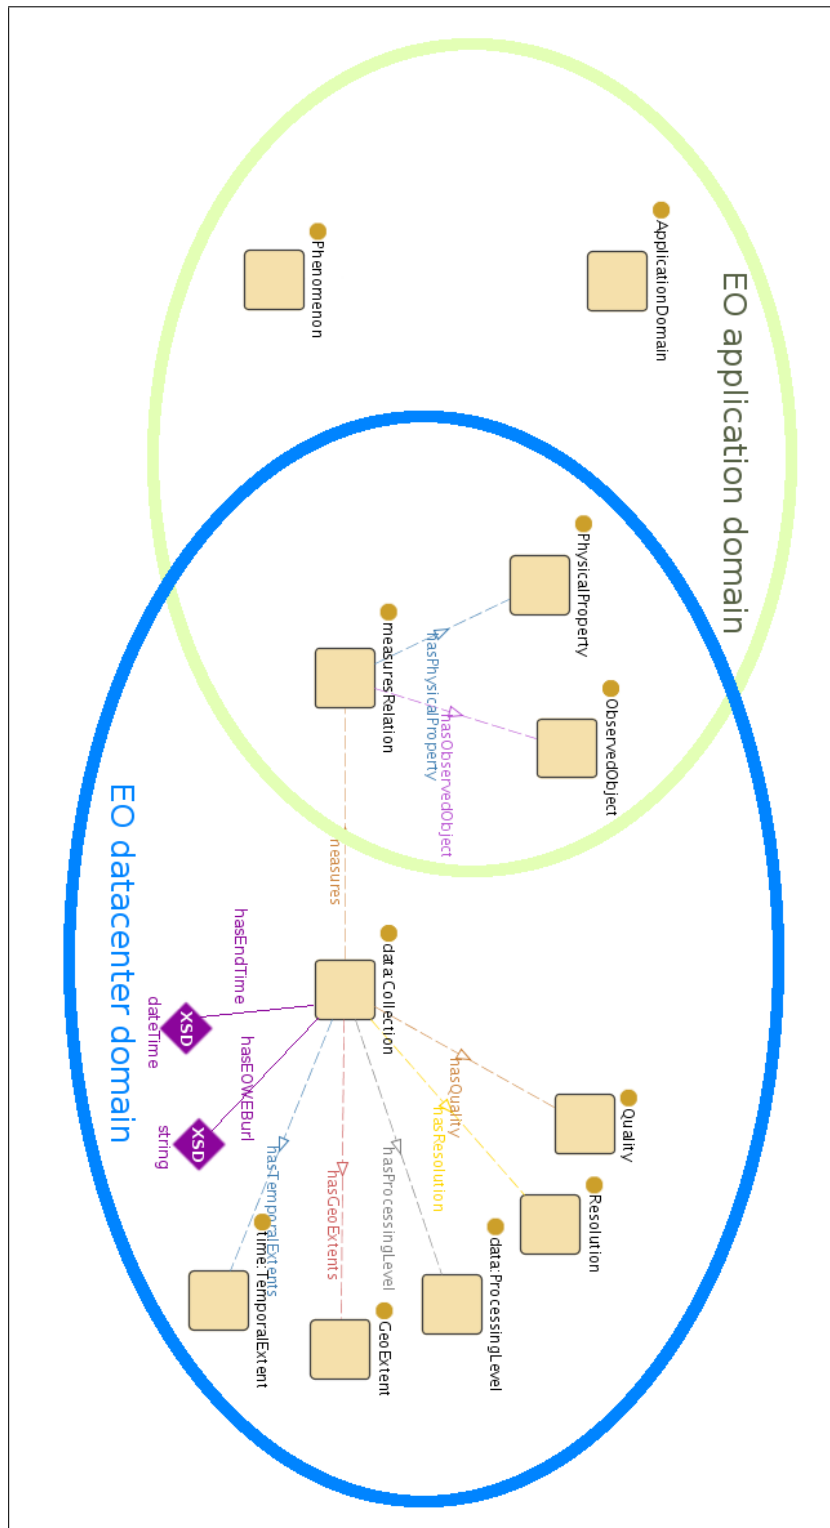 EO application domain
ApplicationDomain
Phenomenon
PhysicalProperty
ObservedObject
measuresRelation
hasPhysicalProperty
hasObservedObject
measures
EO datacenter domain
data:Collection
hasEndTime
XSD
dateTime
hasEOWEBurl
XSD
string
hasQuality
Quality
hasResolution
Resolution
hasProcessingLevel
data:ProcessingLevel
hasGeoExtents
GeoExtent
hasTemporalExtents
time:TemporalExtent